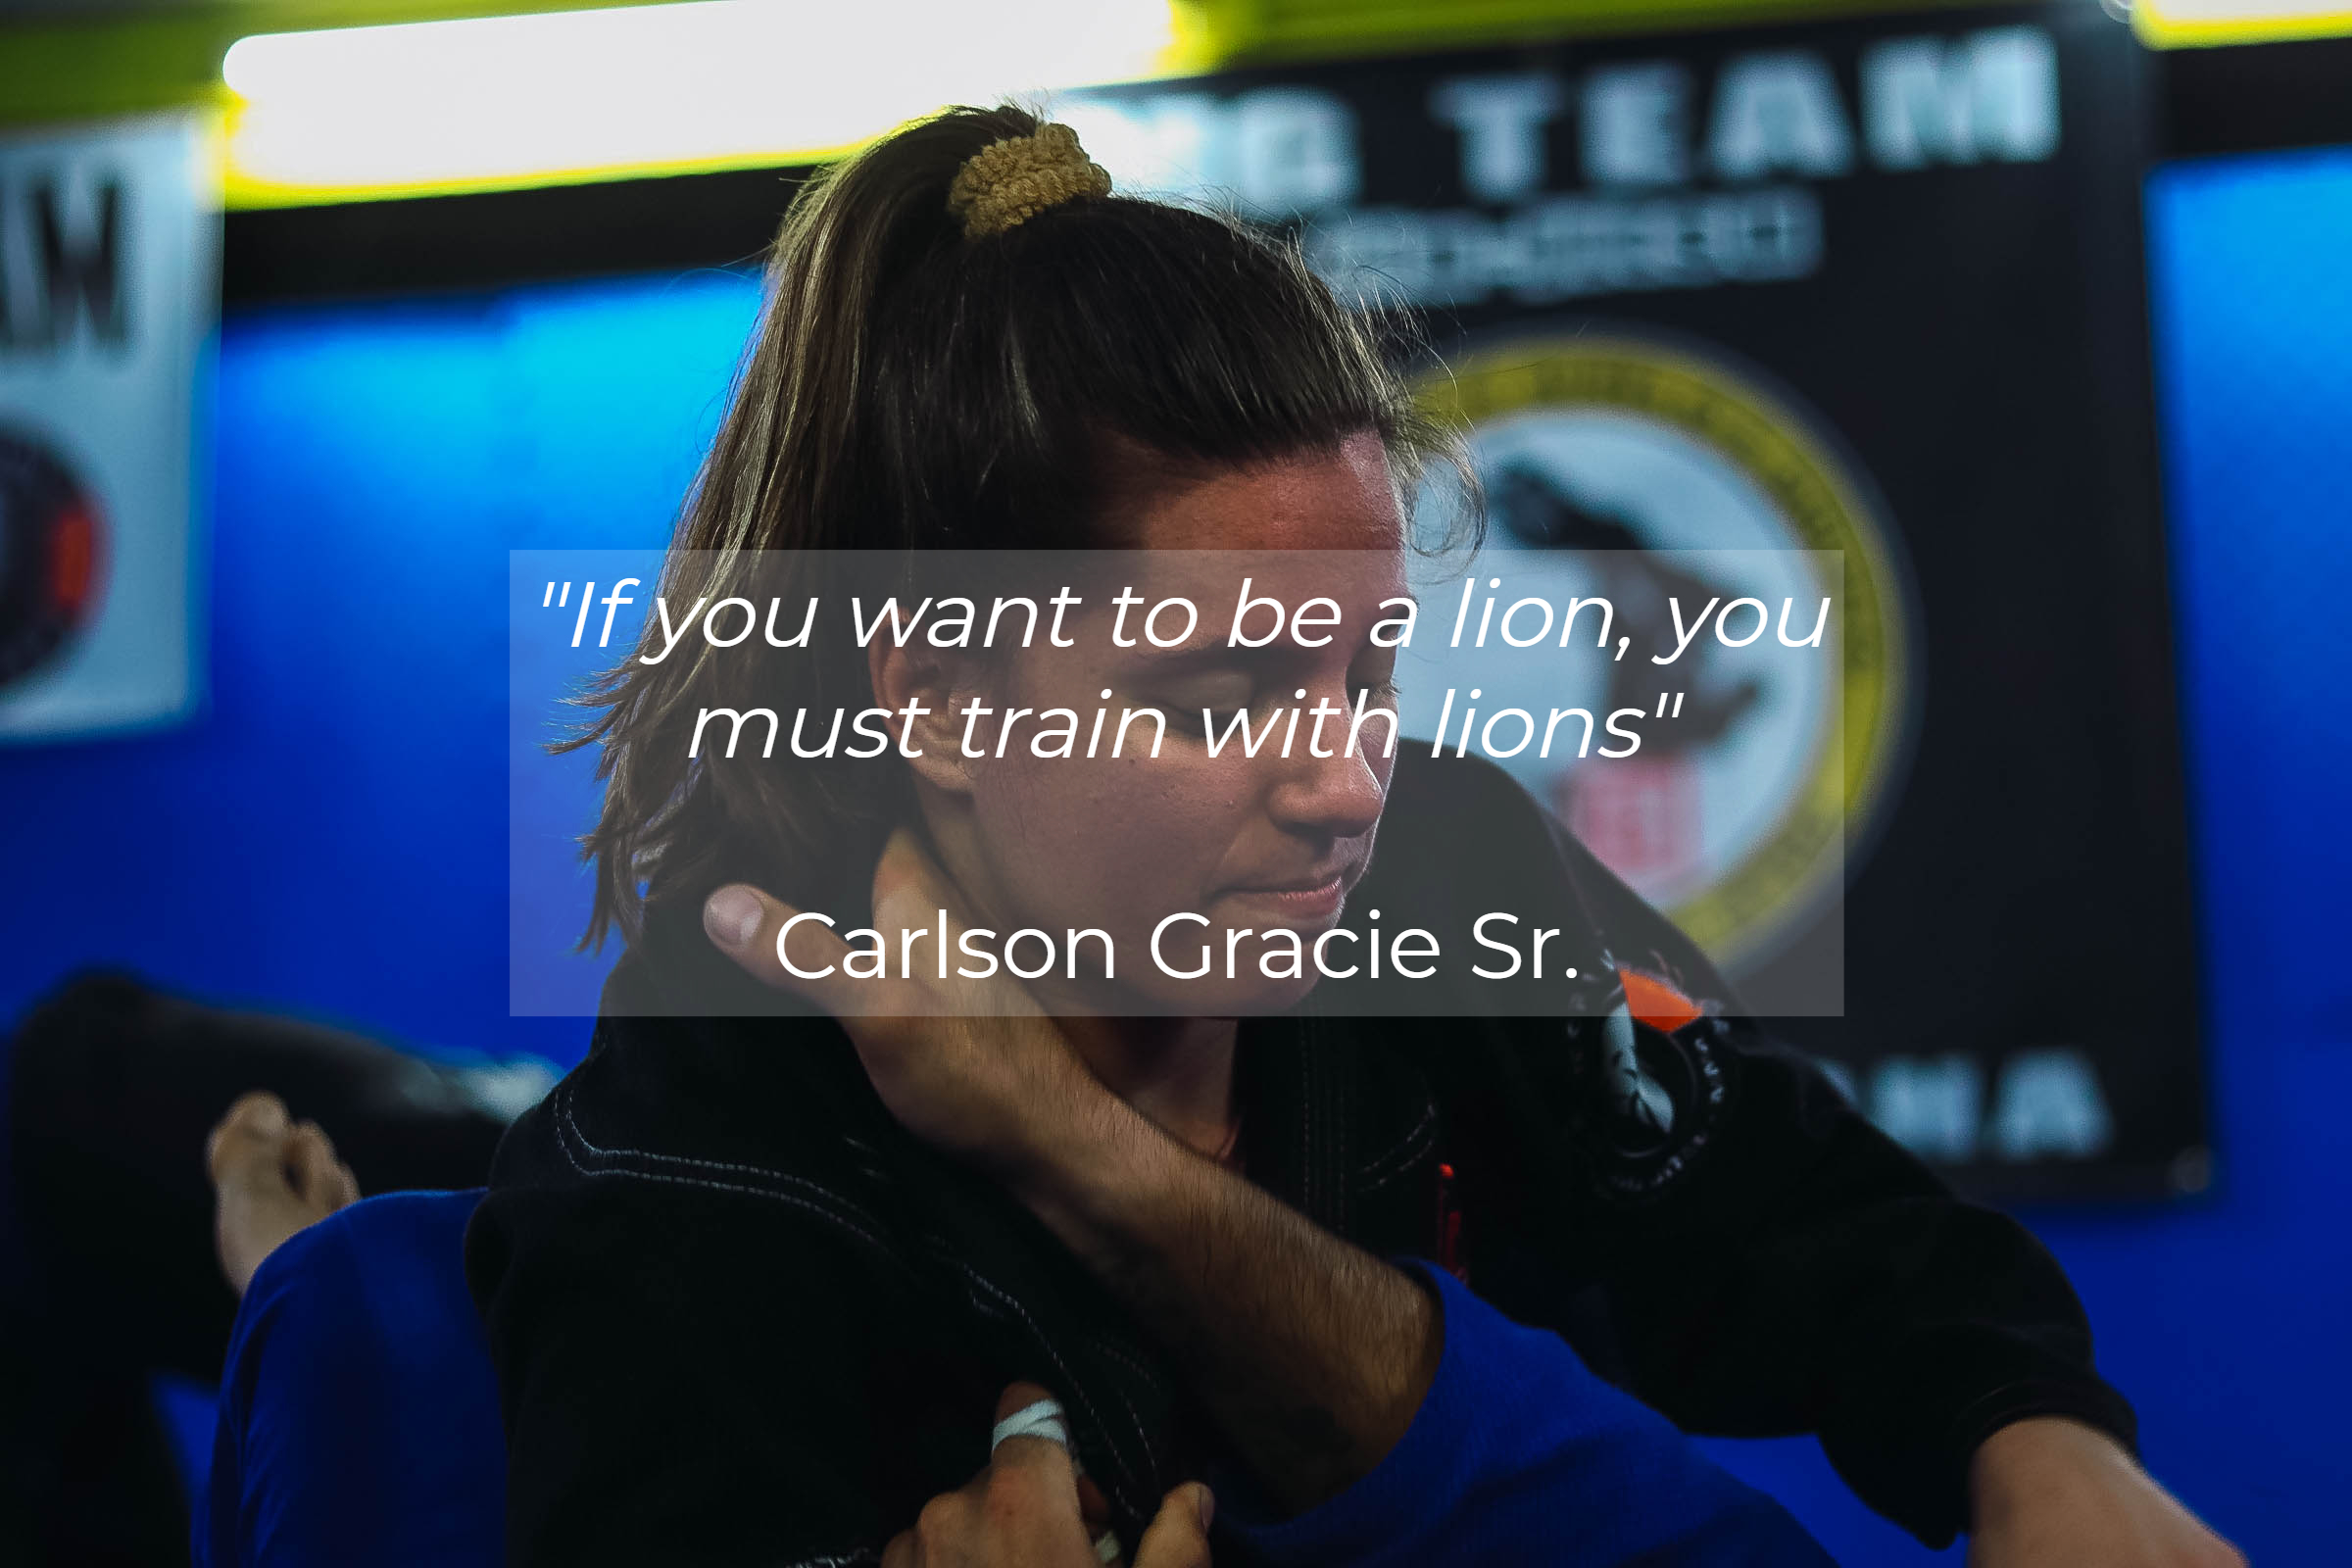 TEAM
"If you want to be a lion, you
must train with lions"
Carlson Gracie Sr.